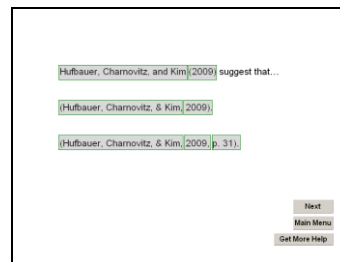 Hufbauer, Charnovitz, and Kim (2009) suggest that...
(Hufbauer, Charnovitz, & Kim, 2009).
(Hufbauer, Charnovitz, & Kim, 2009, p. 31).
Next
Main Menu
Get More Help